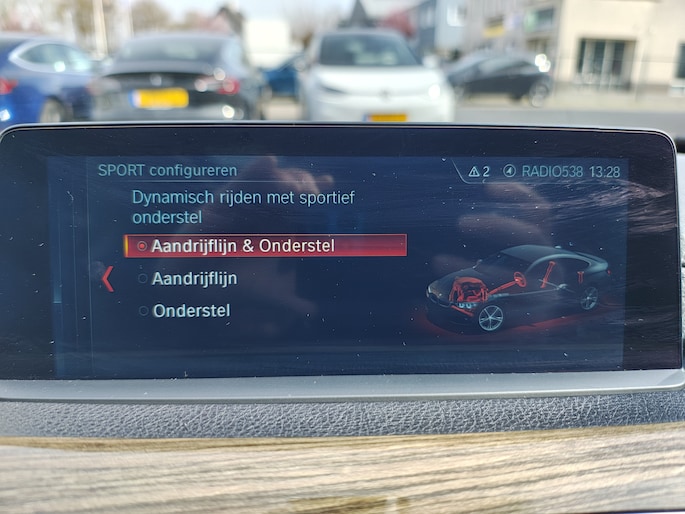 SPORT configureren
2 RADIO538 13:28
Dynamisch rijden met sportief
onderstel
Aandrijflijn & Onderstel
Aandrijflijn
Onderstel